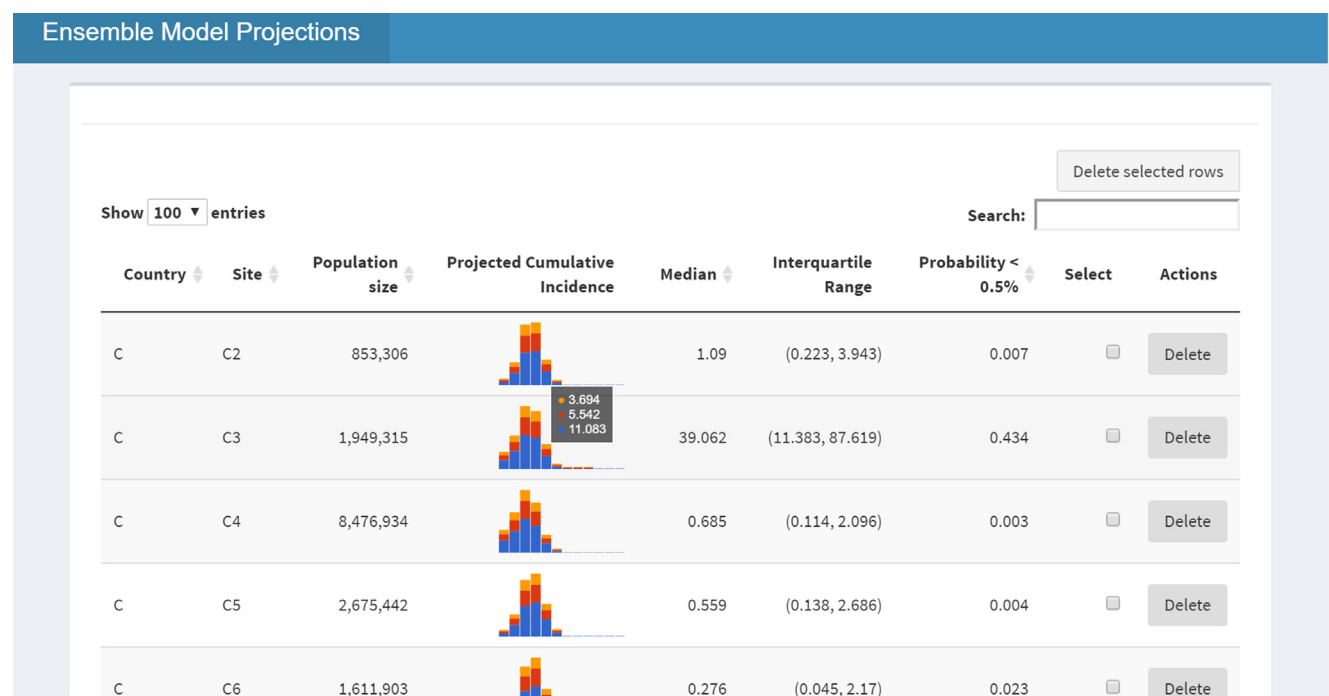 Ensemble Model Projections
Delete selected rows
Show 100 ▼ entries
Search:
Country Site Population size Projected Cumulative Incidence Median Interquartile Range Probability < 0.5% Select Actions
C C2 853,306 1.09 (0.223, 3.943) 0.007 Delete
3.694
5.542
11.083
C C3 1,949,315 39.062 (11.383, 87.619) 0.434 Delete
C C4 8,476,934 0.685 (0.114, 2.096) 0.003 Delete
C C5 2,675,442 0.559 (0.138, 2.686) 0.004 Delete
C C6 1,611,903 0.276 (0.045, 2.17) 0.023 Delete